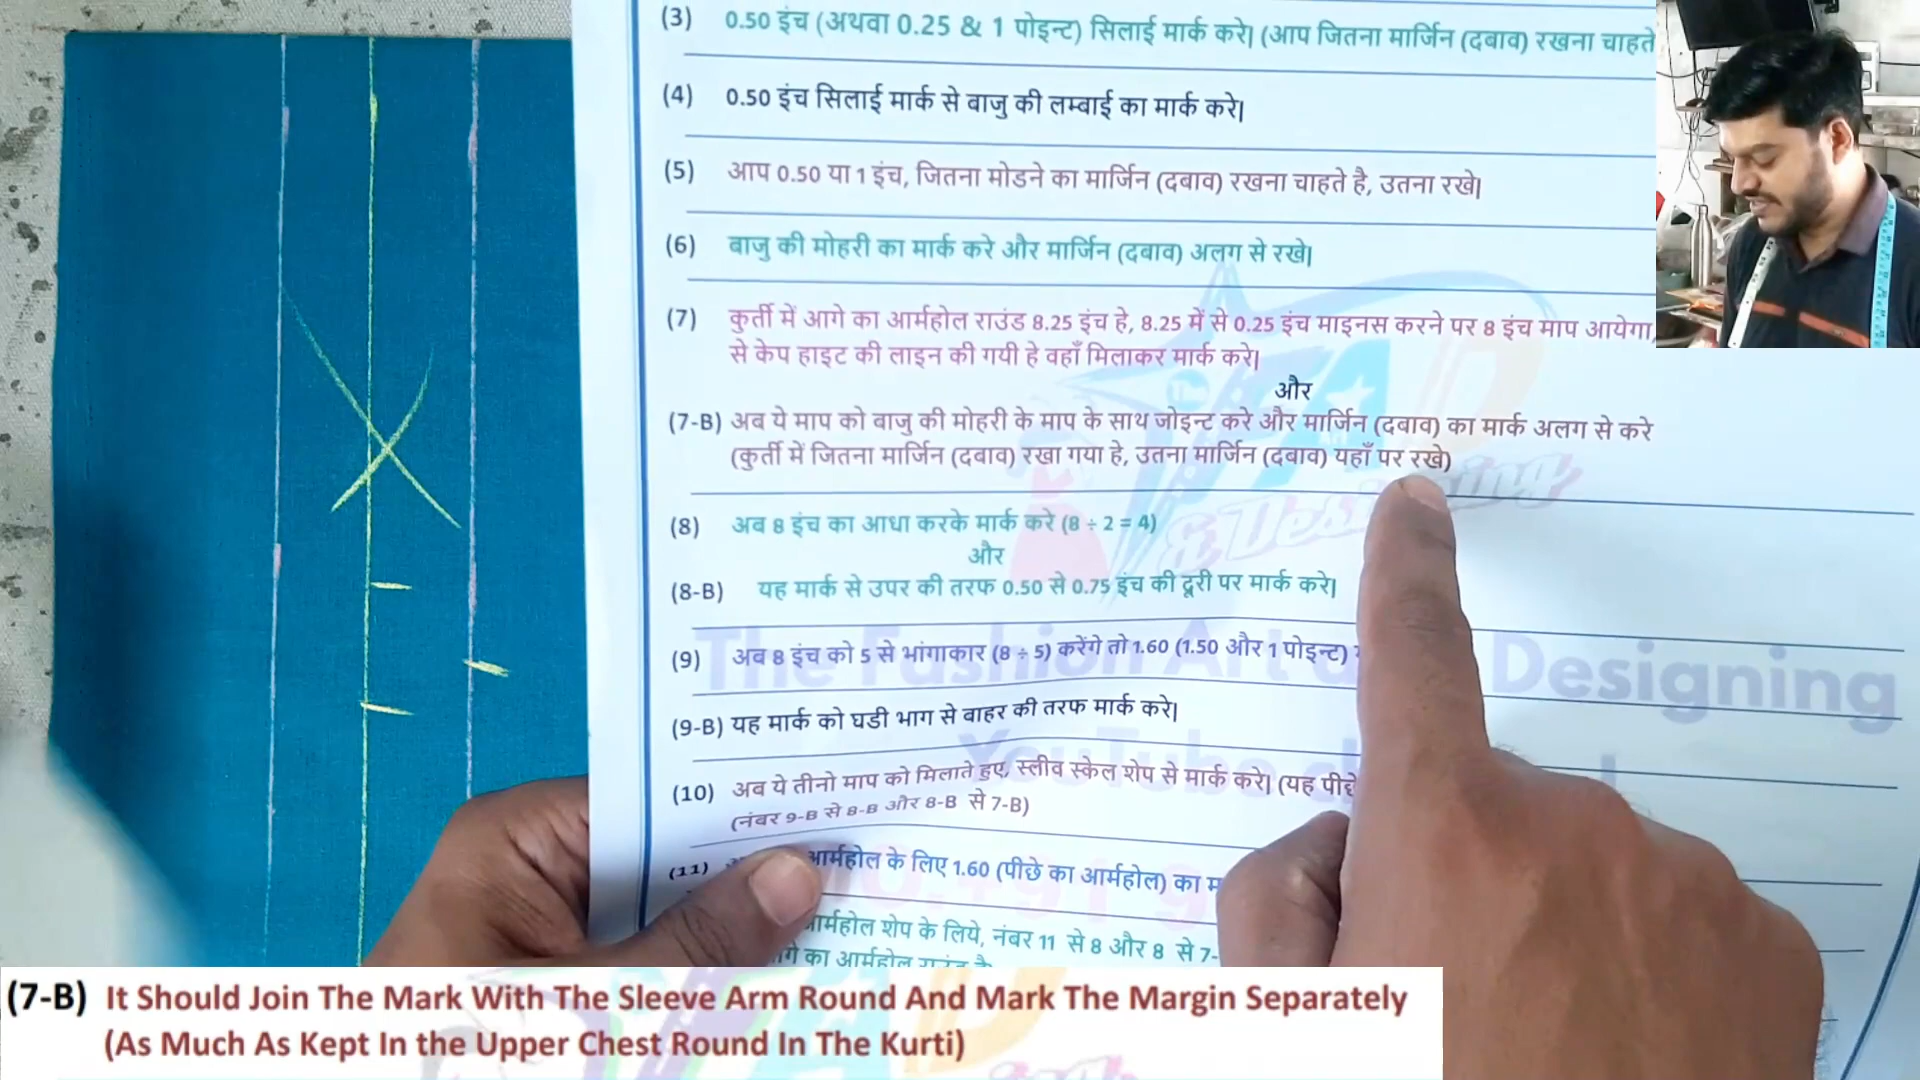 (3) 0.50 इंच (अथवा 0.25 & 1 पोइन्ट) सिलाई मार्क करे| (आप जितना मार्जिन (दबाव) रखना चाहते
(4) 0.50 इंच सिलाई मार्क से बाजु की लम्बाई का मार्क करे|
(5) आप 0.50 या 1 इंच, जितना मोडने का मार्जिन (दबाव) रखना चाहते है, उतना रखे|
(6) बाजु की मोहरी का मार्क करे और मार्जिन (दबाव) अलग से रखे|
(7) कुर्ती में आगे का आर्महोल राउंड 8.25 इंच हे, 8.25 में से 0.25 इंच माइनस करने पर 8 इंच माप आयेगा,
से केप हाइट की लाइन की गयी हे वहाँ मिलाकर मार्क करे|
और
(7-B) अब ये माप को बाजु की मोहरी के माप के साथ जोइन्ट करे और मार्जिन (दबाव) का मार्क अलग से करे
(कुर्ती में जितना मार्जिन (दबाव) रखा गया हे, उतना मार्जिन (दबाव) यहाँ पर रखे)
(8) अब 8 इंच का आधा करके मार्क करे (8 ÷ 2 = 4)
और
(8-B) यह मार्क से उपर की तरफ 0.50 से 0.75 इंच की दूरी पर मार्क करे|
(9) अब 8 इंच को 5 से भांगाकार (8 ÷ 5) करेंगे तो 1.60 (1.50 और 1 पोइन्ट)
(9-B) यह मार्क को घडी भाग से बाहर की तरफ मार्क करे|
(10) अब ये तीनो माप को मिलाते हुए, स्लीव स्केल शेप से मार्क करे| (यह पीछे
(नंबर 9-B से 8-B और 8-B से 7-B)
(11) आर्महोल के लिए 1.60 (पीछे का आर्महोल) का
आर्महोल शेप के लिये, नंबर 11 से 8 और 8 से 7-
का आर्महोल राउंड है
The Fashion Art Designing
YouTube
& Designing
(7-B) It Should Join The Mark With The Sleeve Arm Round And Mark The Margin Separately
(As Much As Kept In the Upper Chest Round In The Kurti)